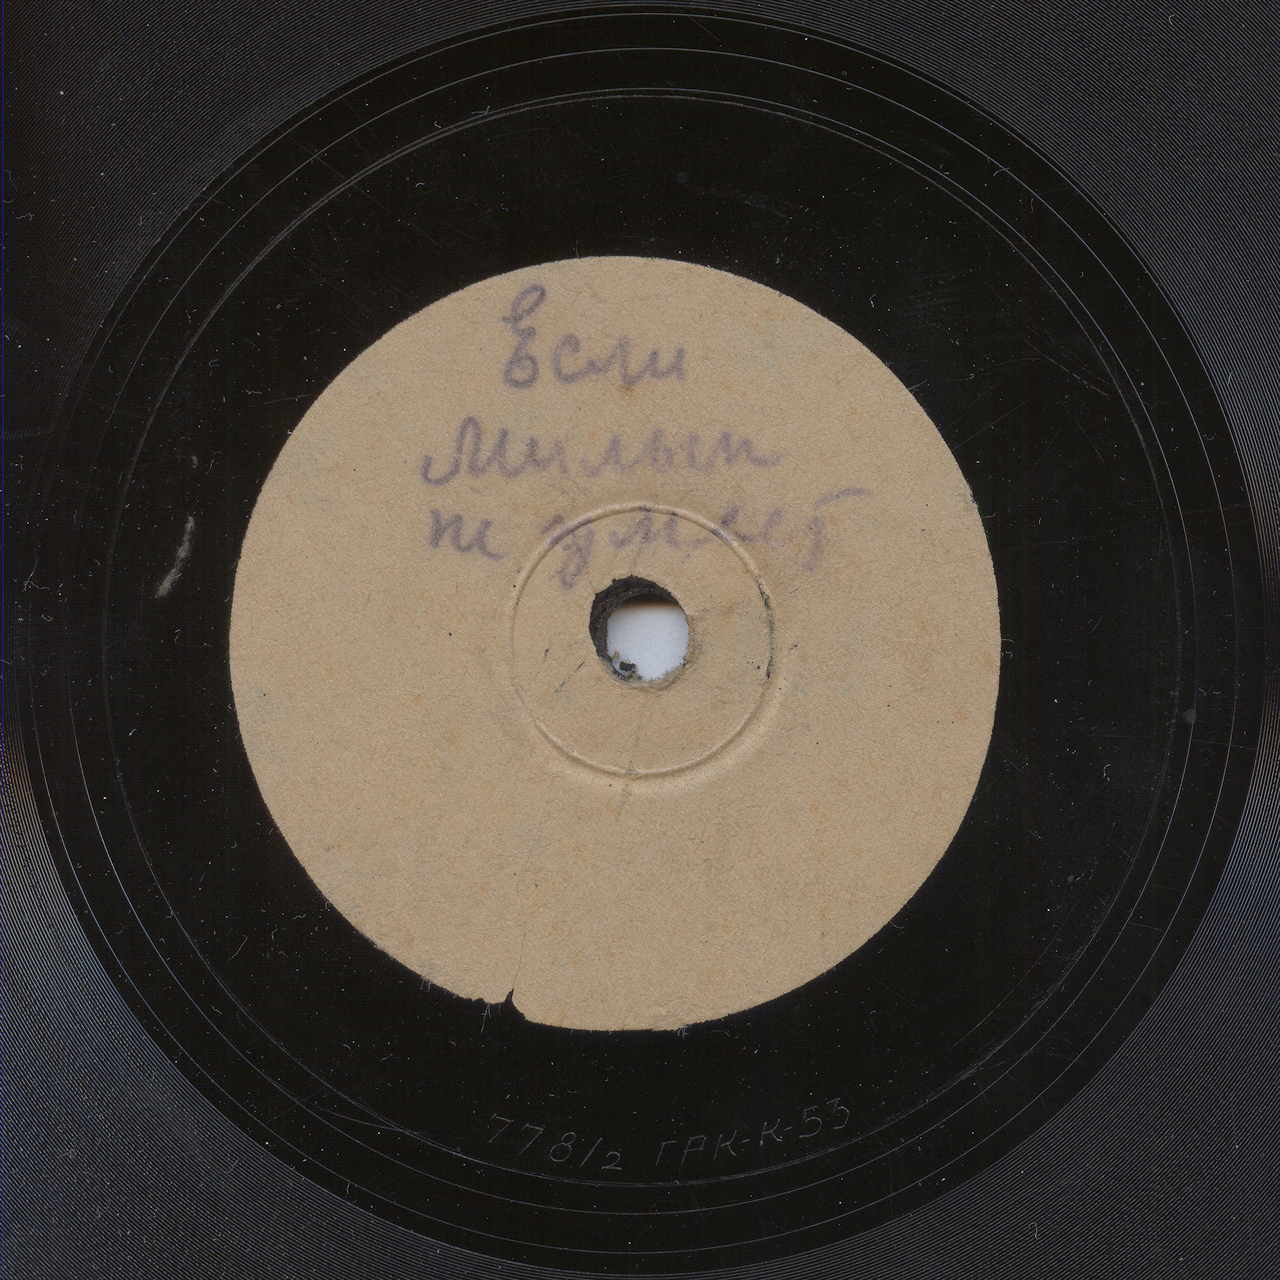 Если
Милый
не умеет
778/2 ГРК-К-53